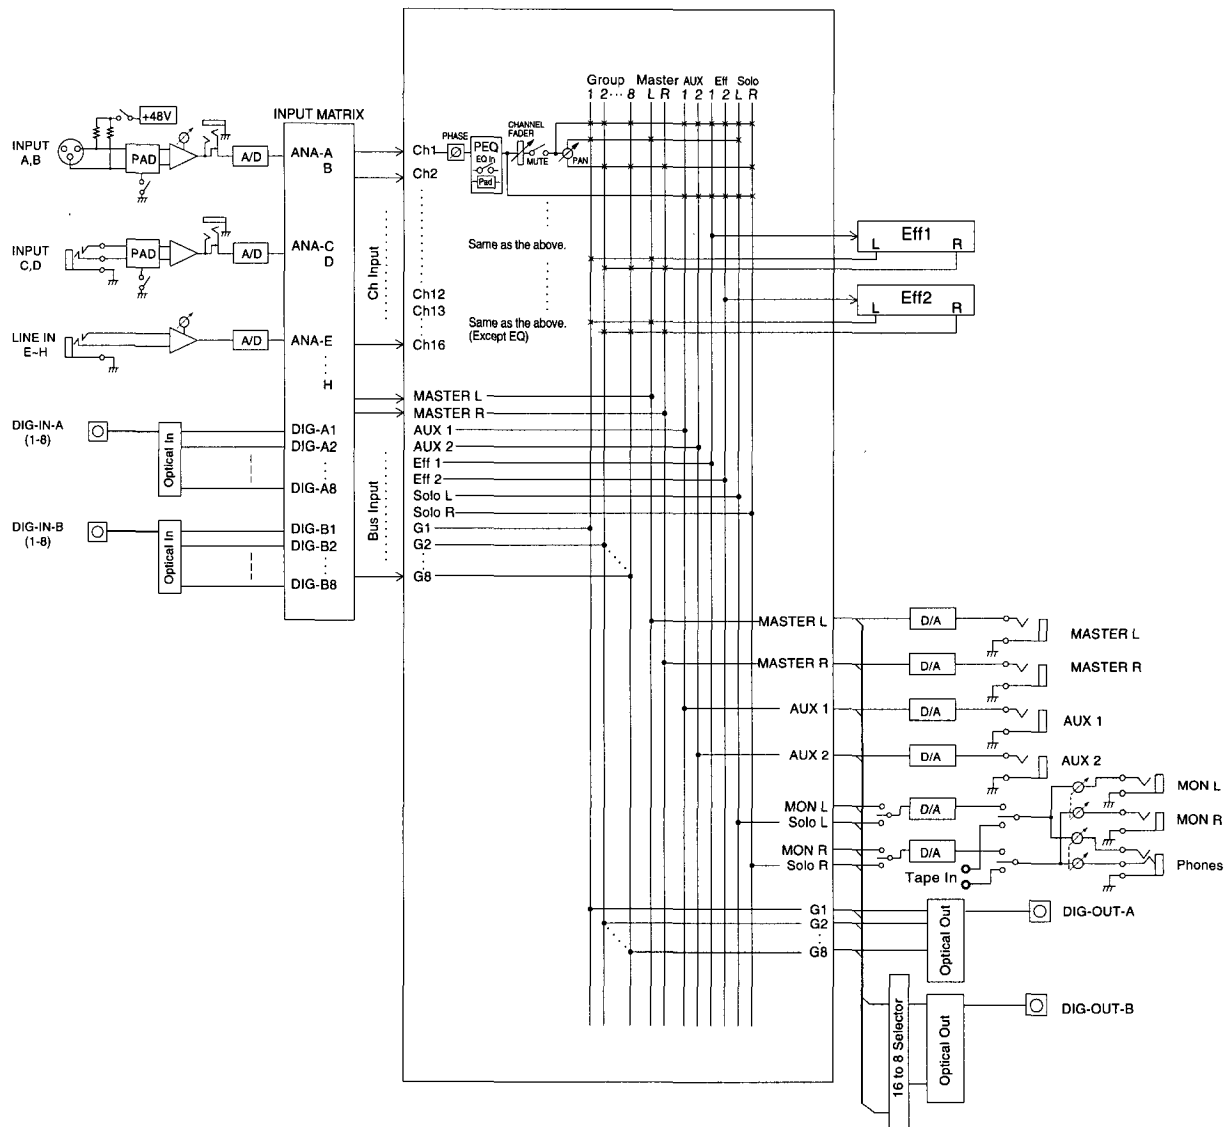 Group Master AUX Eff Solo
1 2 ··· 8 L R 1 2 1 2 L R
+48V
INPUT MATRIX
INPUT
A,B
PAD
A/D
ANA-A
B
Ch1
PHASE
PEQ
EQ In
Pad
CHANNEL
FADER
MUTE
PAN
Ch2
INPUT
C,D
PAD
A/D
ANA-C
D
Ch Input
Same as the above.
Eff1
L R
Ch12
Ch13
Eff2
L R
Same as the above.
(Except EQ)
LINE IN
E~H
A/D
ANA-E
H
Ch16
MASTER L
MASTER R
AUX 1
AUX 2
Eff 1
Eff 2
Solo L
Solo R
G1
G2
G8
Bus Input
DIG-IN-A
(1-8)
Optical In
DIG-A1
DIG-A2
DIG-A8
DIG-IN-B
(1-8)
Optical In
DIG-B1
DIG-B2
DIG-B8
MASTER L
D/A
MASTER L
MASTER R
D/A
MASTER R
AUX 1
D/A
AUX 1
AUX 2
D/A
AUX 2
MON L
Solo L
D/A
MON L
MON R
Solo R
D/A
MON R
Tape In
Phones
G1
G2
G8
Optical Out
DIG-OUT-A
16 to 8 Selector
Optical Out
DIG-OUT-B